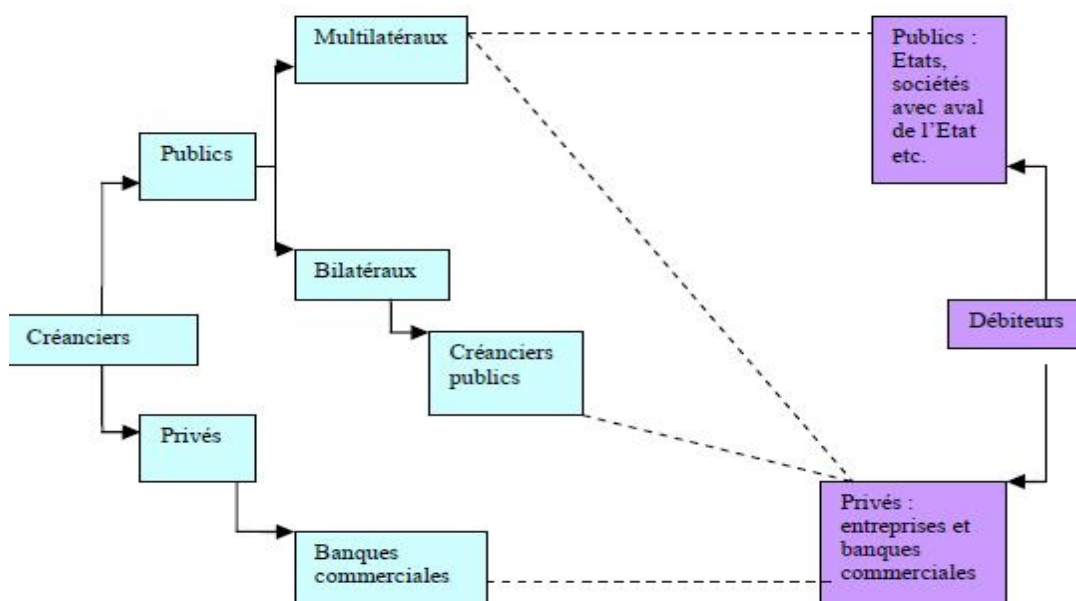 Multilatéraux
Publics :
Etats,
sociétés
avec aval
de l'Etat
etc.
Publics
Bilatéraux
Créanciers
Débiteurs
Créanciers
publics
Privés
Privés :
entreprises et
banques
commerciales
Banques
commerciales